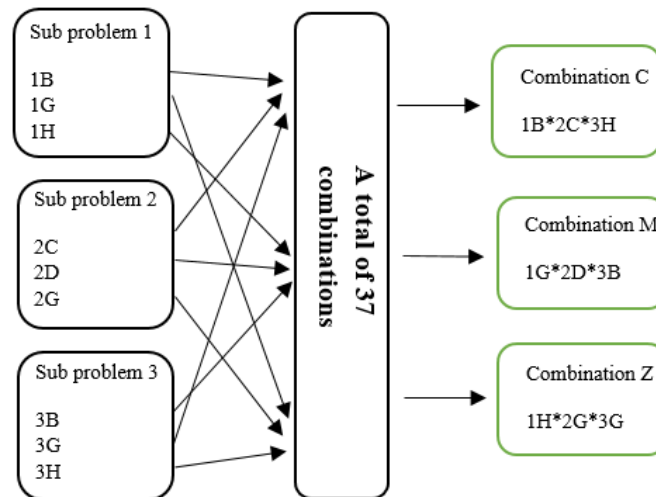 Sub problem 1
1B
1G
1H
Sub problem 2
2C
2D
2G
Sub problem 3
3B
3G
3H
A total of 37
combinations
Combination C
1B*2C*3H
Combination M
1G*2D*3B
Combination Z
1H*2G*3G